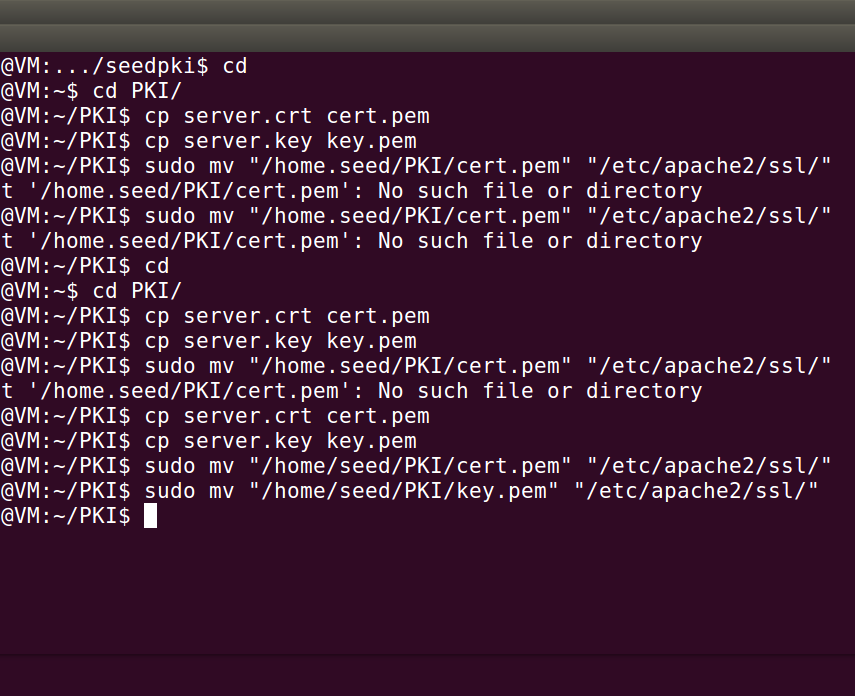 @VM:.../seedpki$ cd
@VM:~$ cd PKI/
@VM:~/PKI$ cp server.crt cert.pem
@VM:~/PKI$ cp server.key key.pem
@VM:~/PKI$ sudo mv "/home.seed/PKI/cert.pem" "/etc/apache2/ssl/"
t '/home.seed/PKI/cert.pem': No such file or directory
@VM:~/PKI$ sudo mv "/home.seed/PKI/cert.pem" "/etc/apache2/ssl/"
t '/home.seed/PKI/cert.pem': No such file or directory
@VM:~/PKI$ cd
@VM:~$ cd PKI/
@VM:~/PKI$ cp server.crt cert.pem
@VM:~/PKI$ cp server.key key.pem
@VM:~/PKI$ sudo mv "/home.seed/PKI/cert.pem" "/etc/apache2/ssl/"
t '/home.seed/PKI/cert.pem': No such file or directory
@VM:~/PKI$ cp server.crt cert.pem
@VM:~/PKI$ cp server.key key.pem
@VM:~/PKI$ sudo mv "/home/seed/PKI/cert.pem" "/etc/apache2/ssl/"
@VM:~/PKI$ sudo mv "/home/seed/PKI/key.pem" "/etc/apache2/ssl/"
@VM:~/PKI$